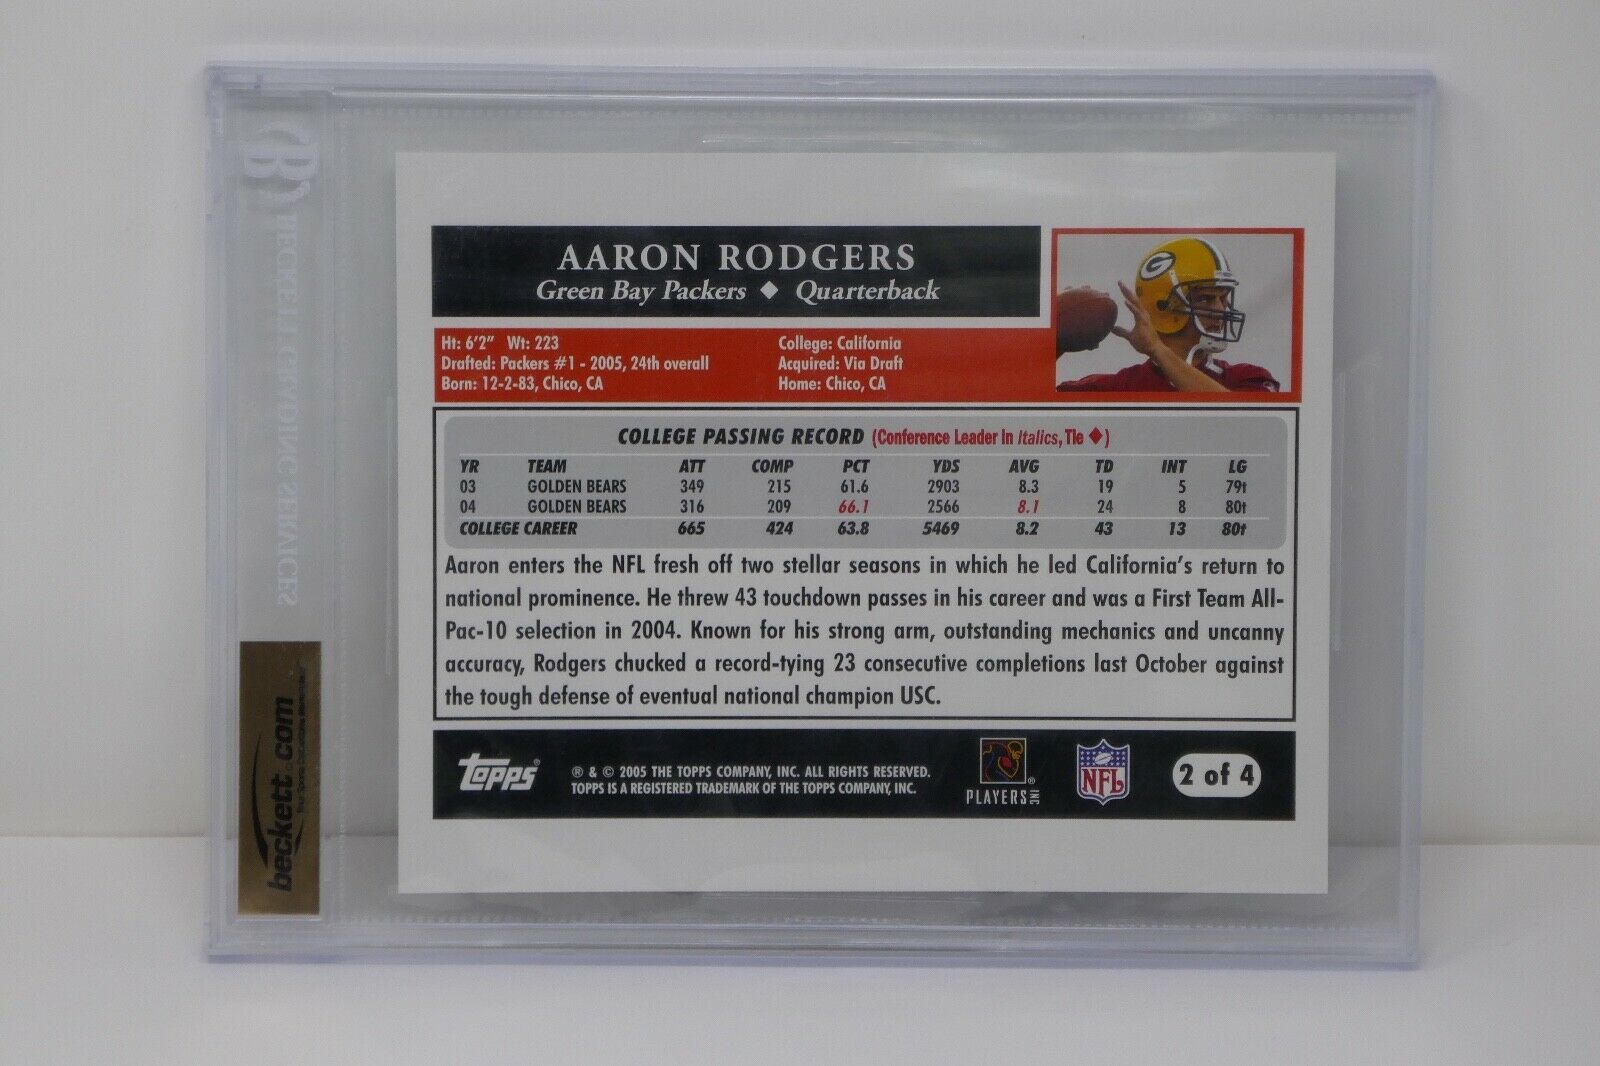 AARON RODGERS
Green Bay Packers ◆ Quarterback
Ht: 6'2" Wt: 223
Drafted: Packers #1 - 2005, 24th overall
Born: 12-2-83, Chico, CA
College: California
Acquired: Via Draft
Home: Chico, CA
COLLEGE PASSING RECORD (Conference Leader In Italics, Tie ◆)
YR TEAM ATT COMP PCT YDS AVG TD INT LG
03 GOLDEN BEARS 349 215 61.6 2903 8.3 19 5 79t
04 GOLDEN BEARS 316 209 66.1 2566 8.1 24 8 80t
COLLEGE CAREER 665 424 63.8 5469 8.2 43 13 80t
Aaron enters the NFL fresh off two stellar seasons in which he led California's return to
national prominence. He threw 43 touchdown passes in his career and was a First Team All-
Pac-10 selection in 2004. Known for his strong arm, outstanding mechanics and uncanny
accuracy, Rodgers chucked a record-tying 23 consecutive completions last October against
the tough defense of eventual national champion USC.
topps®
® & © 2005 THE TOPPS COMPANY, INC. ALL RIGHTS RESERVED.
TOPPS IS A REGISTERED TRADEMARK OF THE TOPPS COMPANY, INC.
PLAYERS INC ®
NFL
2 of 4
B
BECKETT GRADING SERVICES
beckett.com
G